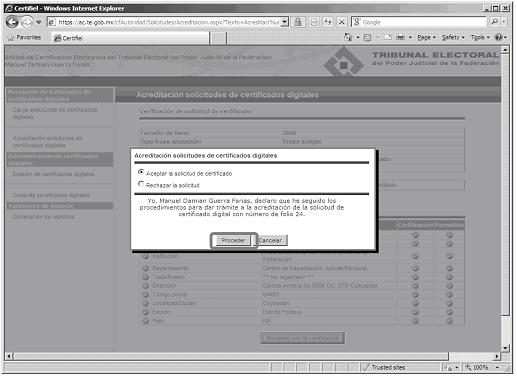 Certifiel - Windows Internet Explorer
https://ac.te.gob.mx/cfAutoridad/Solicitudes/Acreditacion.aspx?Texto=Acreditaci
Google
Favorites Certifiel
Page Safety Tools
Unidad de Certificacion Electronica del Tribunal Electoral del Poder Judicial de la Federacion
Manuel Damian Guerra Farias
TRIBUNAL ELECTORAL
del Poder Judicial de la Federación
Recepción de solicitudes de
certificados digitales
Carga solicitudes de certificados
digitales
Acreditación solicitudes de
certificados digitales
Administración de certificados
digitales
Emisión de certificados digitales
Consulta certificados digitales
Funciones de soporte
Generación de reportes
Acreditación solicitudes de certificados digitales
Verificación de solicitud de certificado
Tamaño de llave: 2048
Tipo frase anulación: Frase simple
Acreditación solicitudes de certificados digitales
Aceptar la solicitud de certificado
Rechazar la solicitud
Yo, Manuel Damian Guerra Farias, declaro que he seguido los
procedimientos para dar trámite a la acreditación de la solicitud de
certificado digital con número de folio 24.
Proceder Cancelar
Codificación Permitido
Institución
Federación
Departamento Centro de Capacitación Judicial Electoral
Título/Puesto ** No registrado **
Dirección Carlota Armero No 5000 Col. CTM Culhuacán
Código postal 04480
Localidad/Ciudad Coyoacán
Estado Distrito Federal
País MX
Proceder con la verificación
Trusted sites 100%